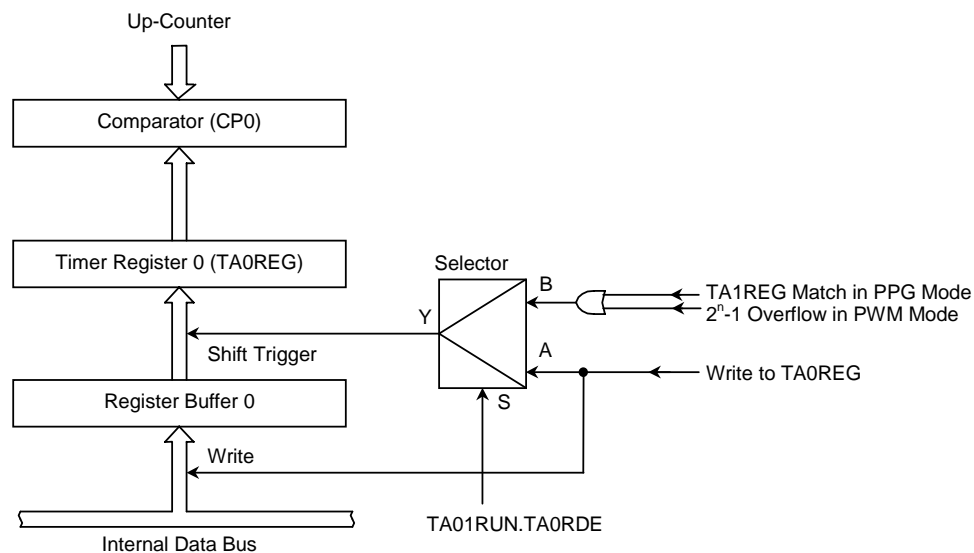 Up-Counter
Comparator (CP0)
Timer Register 0 (TA0REG)
Selector
B
TA1REG Match in PPG Mode
2ⁿ-1 Overflow in PWM Mode
Y
Shift Trigger
A
Write to TA0REG
Register Buffer 0
S
Write
TA01RUN.TA0RDE
Internal Data Bus